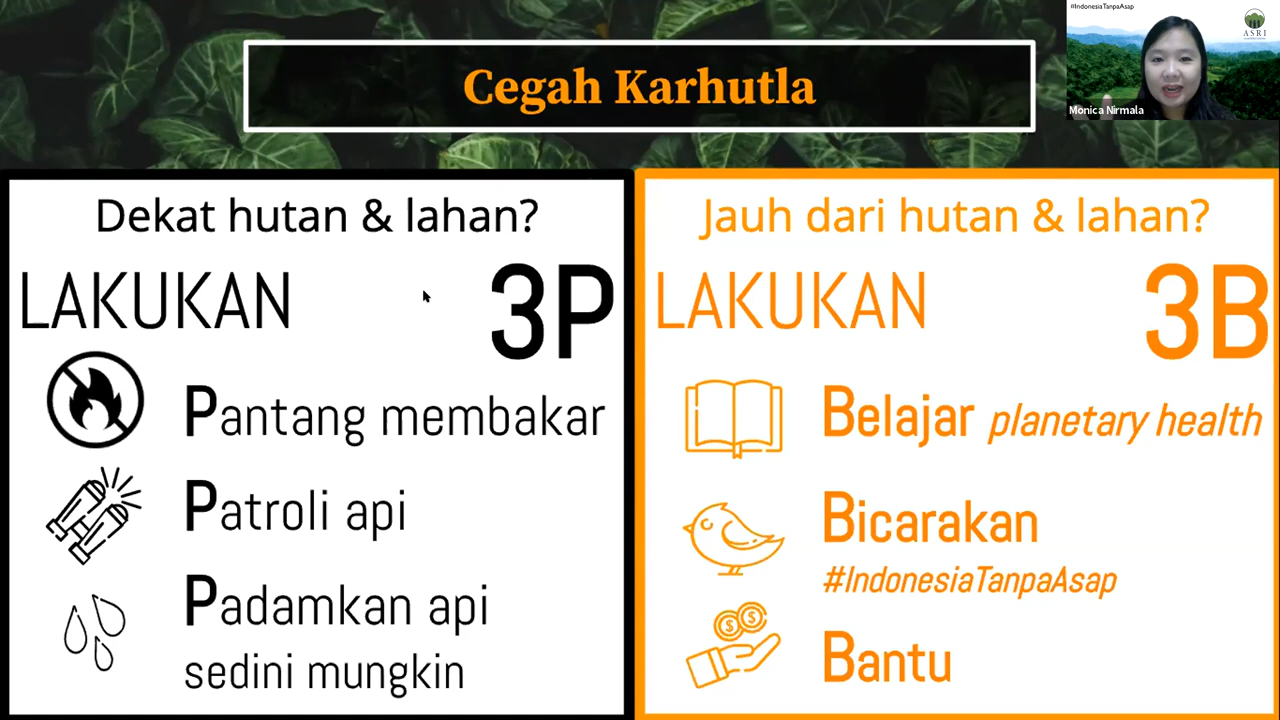 #IndonesiaTanpaAsap
ASRI
Monica Nirmala
Cegah Karhutla
Dekat hutan & lahan?
LAKUKAN 3P
Pantang membakar
Patroli api
Padamkan api
sedini mungkin
Jauh dari hutan & lahan?
LAKUKAN 3B
Belajar planetary health
Bicarakan
#IndonesiaTanpaAsap
Bantu